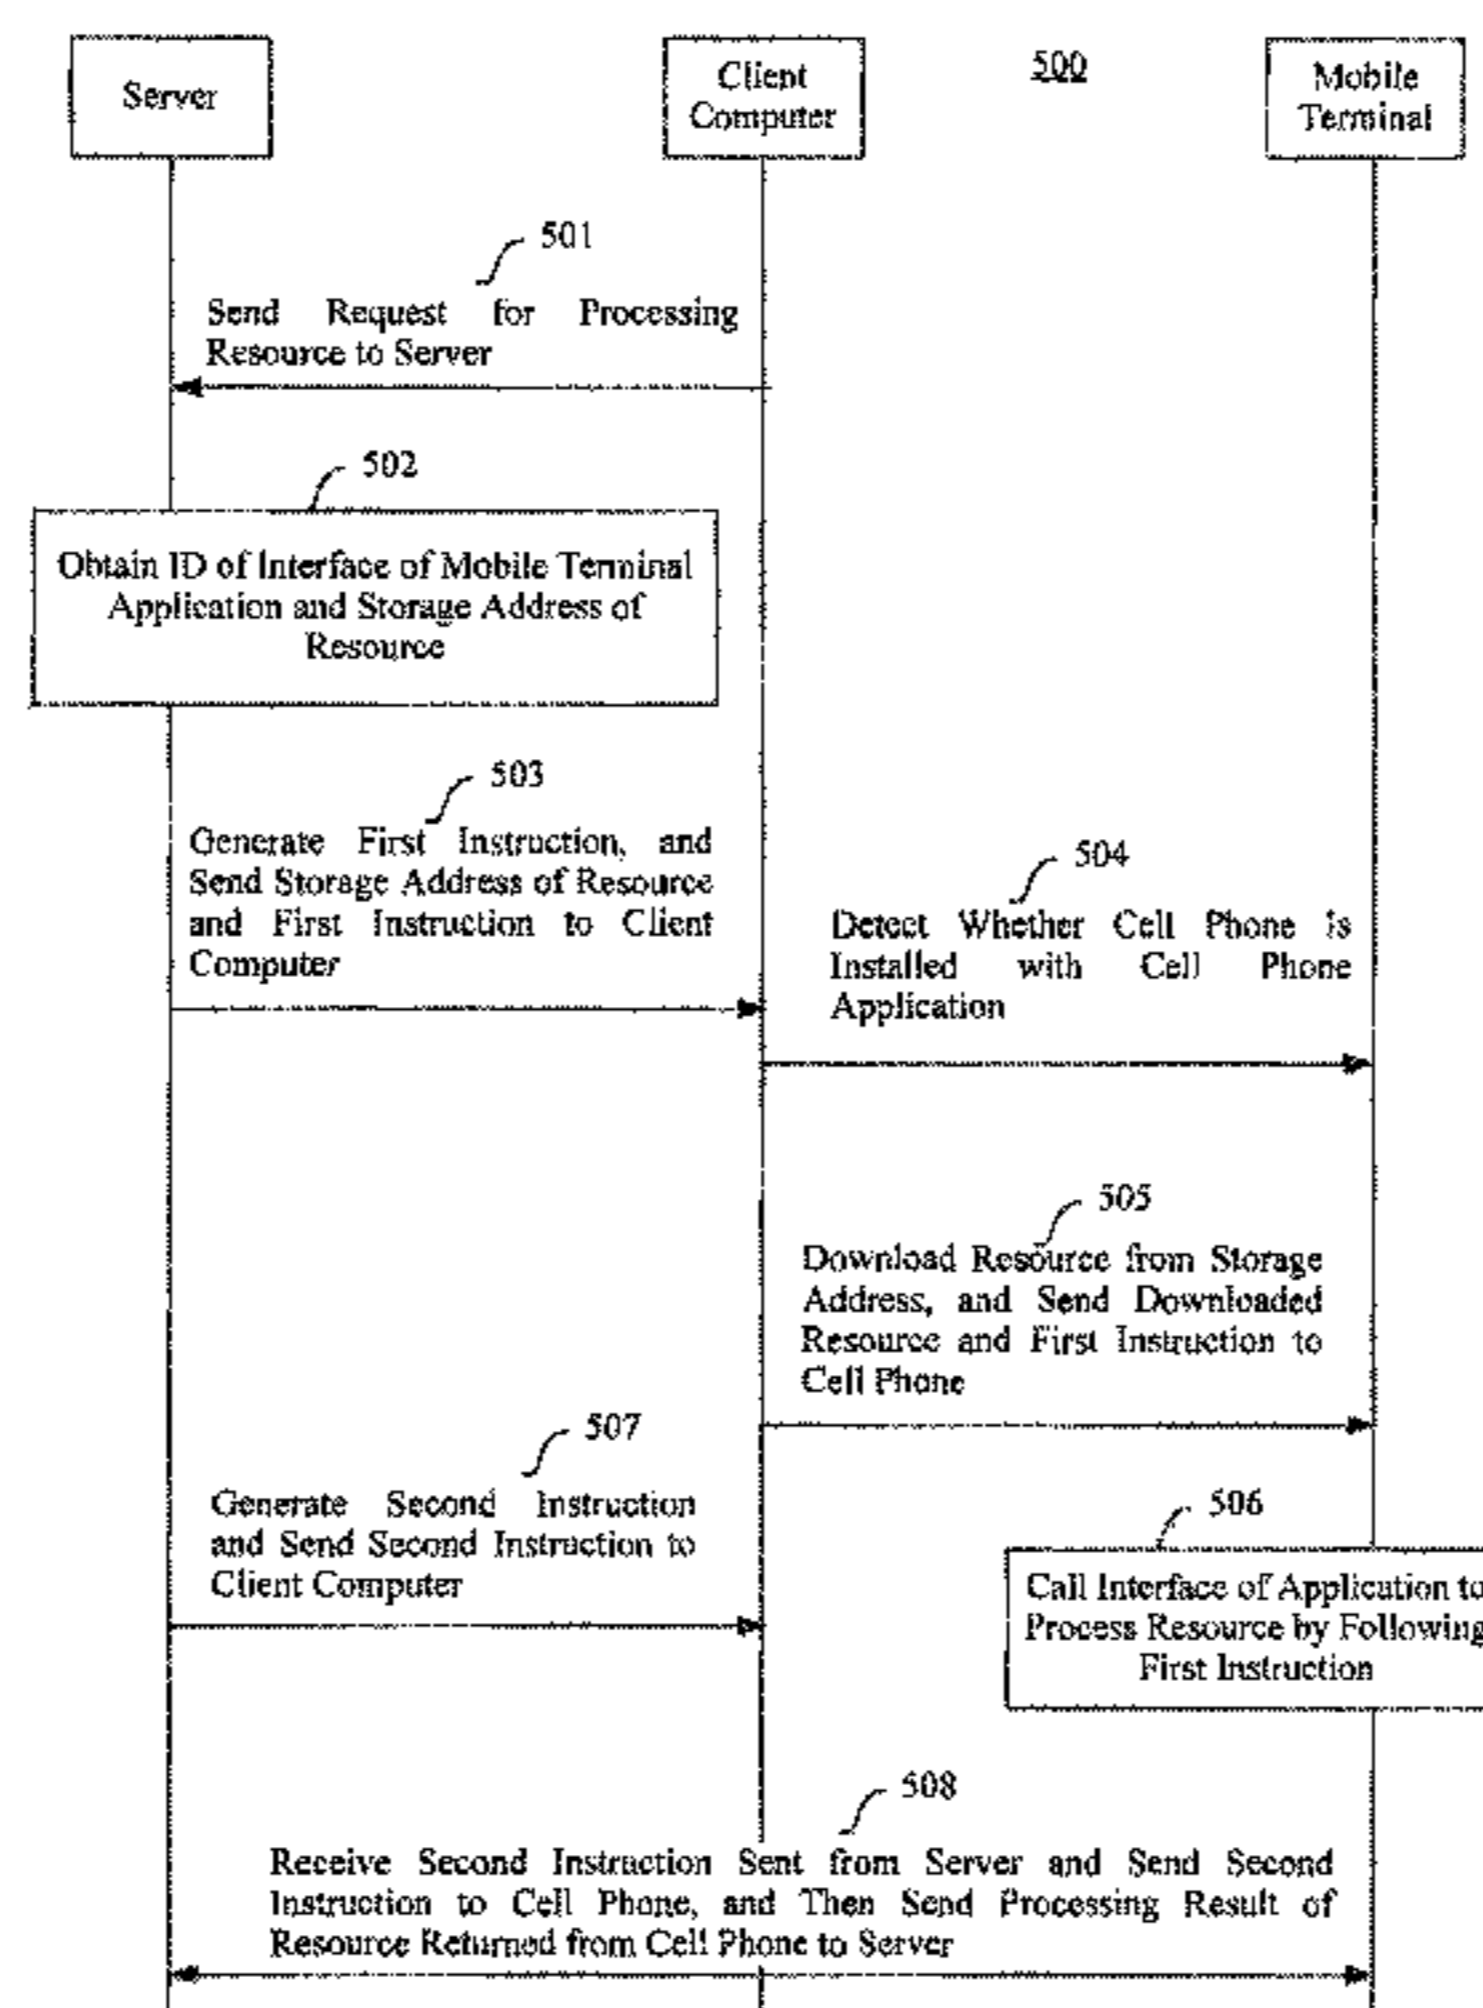 Server
Client
Computer
500
Mobile
Terminal
501
Send Request for Processing
Resource to Server
502
Obtain ID of Interface of Mobile Terminal
Application and Storage Address of
Resource
503
Generate First Instruction, and
Send Storage Address of Resource
and First Instruction to Client
Computer
504
Detect Whether Cell Phone is
Installed with Cell Phone
Application
505
Download Resource from Storage
Address, and Send Downloaded
Resource and First Instruction to
Cell Phone
507
Generate Second Instruction
and Send Second Instruction to
Client Computer
506
Call Interface of Application to
Process Resource by Following
First Instruction
508
Receive Second Instruction Sent from Server and Send Second
Instruction to Cell Phone, and Then Send Processing Result of
Resource Returned from Cell Phone to Server